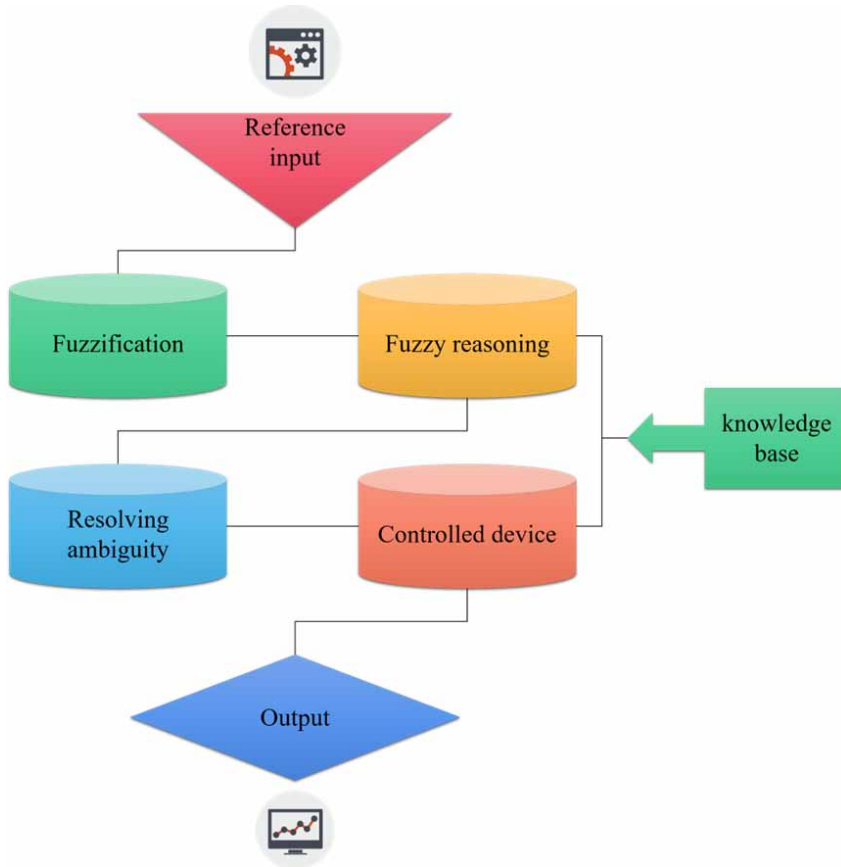 Reference
input
Fuzzification
Fuzzy reasoning
knowledge
base
Resolving
ambiguity
Controlled device
Output